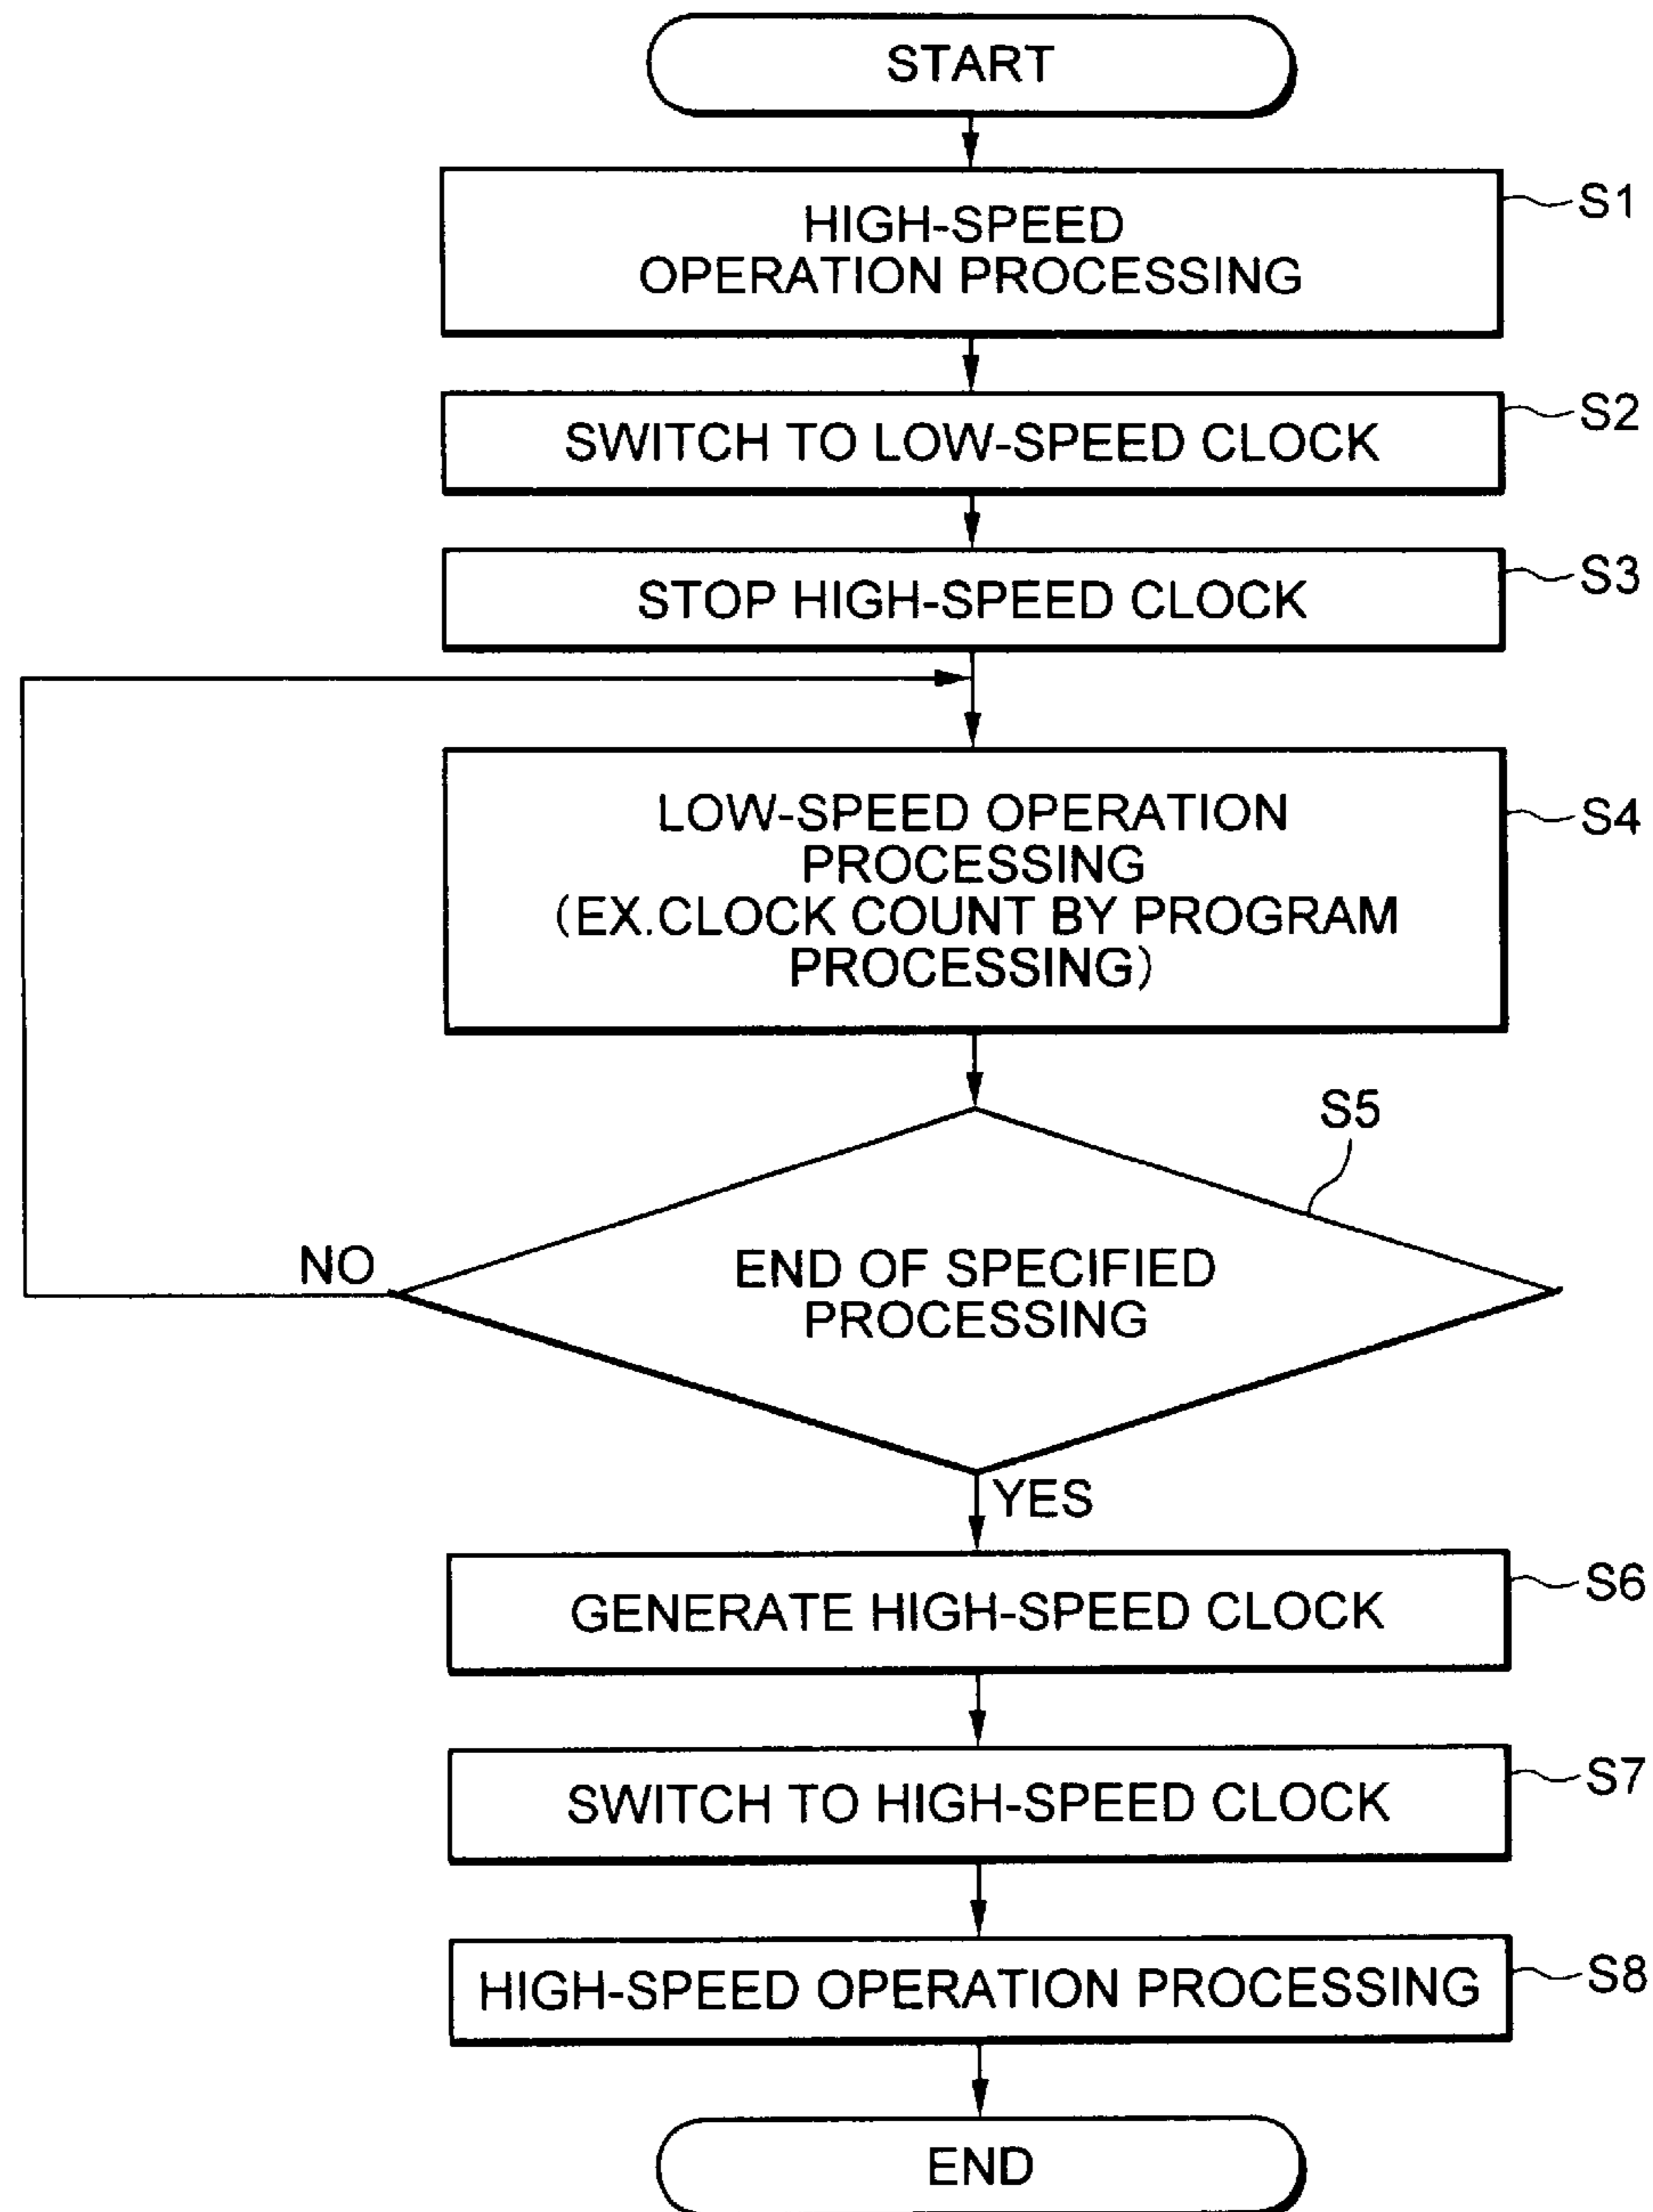 START
HIGH-SPEED
OPERATION PROCESSING
S1
SWITCH TO LOW-SPEED CLOCK
S2
STOP HIGH-SPEED CLOCK
S3
LOW-SPEED OPERATION
PROCESSING
(EX.CLOCK COUNT BY PROGRAM
PROCESSING)
S4
S5
NO
END OF SPECIFIED
PROCESSING
YES
GENERATE HIGH-SPEED CLOCK
S6
SWITCH TO HIGH-SPEED CLOCK
S7
HIGH-SPEED OPERATION PROCESSING
S8
END